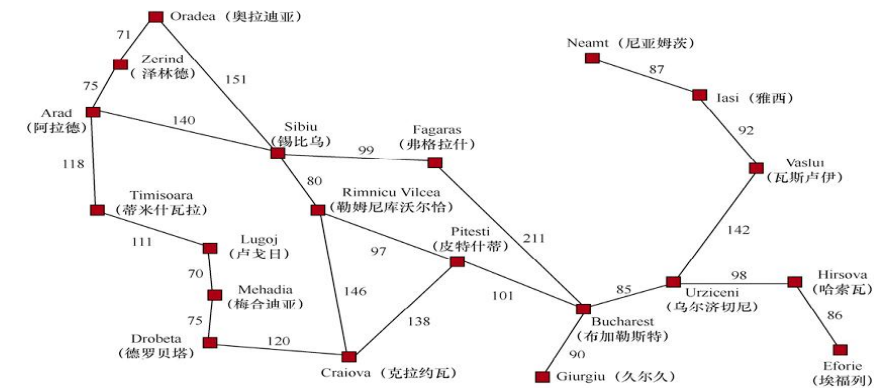 Oradea (奥拉迪亚)
71
Neamt (尼亚姆茨)
Zerind
(泽林德)
87
75
151
Iasi (雅西)
Arad
(阿拉德)
140
Sibiu
(锡比乌)
Fagaras
(弗格拉什)
92
99
118
Vaslui
(瓦斯卢伊)
80
Timisoara
(蒂米什瓦拉)
Rimnicu Vilcea
(勒姆尼库沃尔恰)
111
Lugoj
(卢戈日)
97
Pitesti
(皮特什蒂)
211
142
70
Mehadia
(梅合迪亚)
146
101
85
98
Hirsova
(哈索瓦)
Urziceni
(乌尔济切尼)
75
138
Bucharest
(布加勒斯特)
86
Drobeta
(德罗贝塔)
120
90
Craiova (克拉约瓦)
Giurgiu (久尔久)
Eforie
(埃福列)